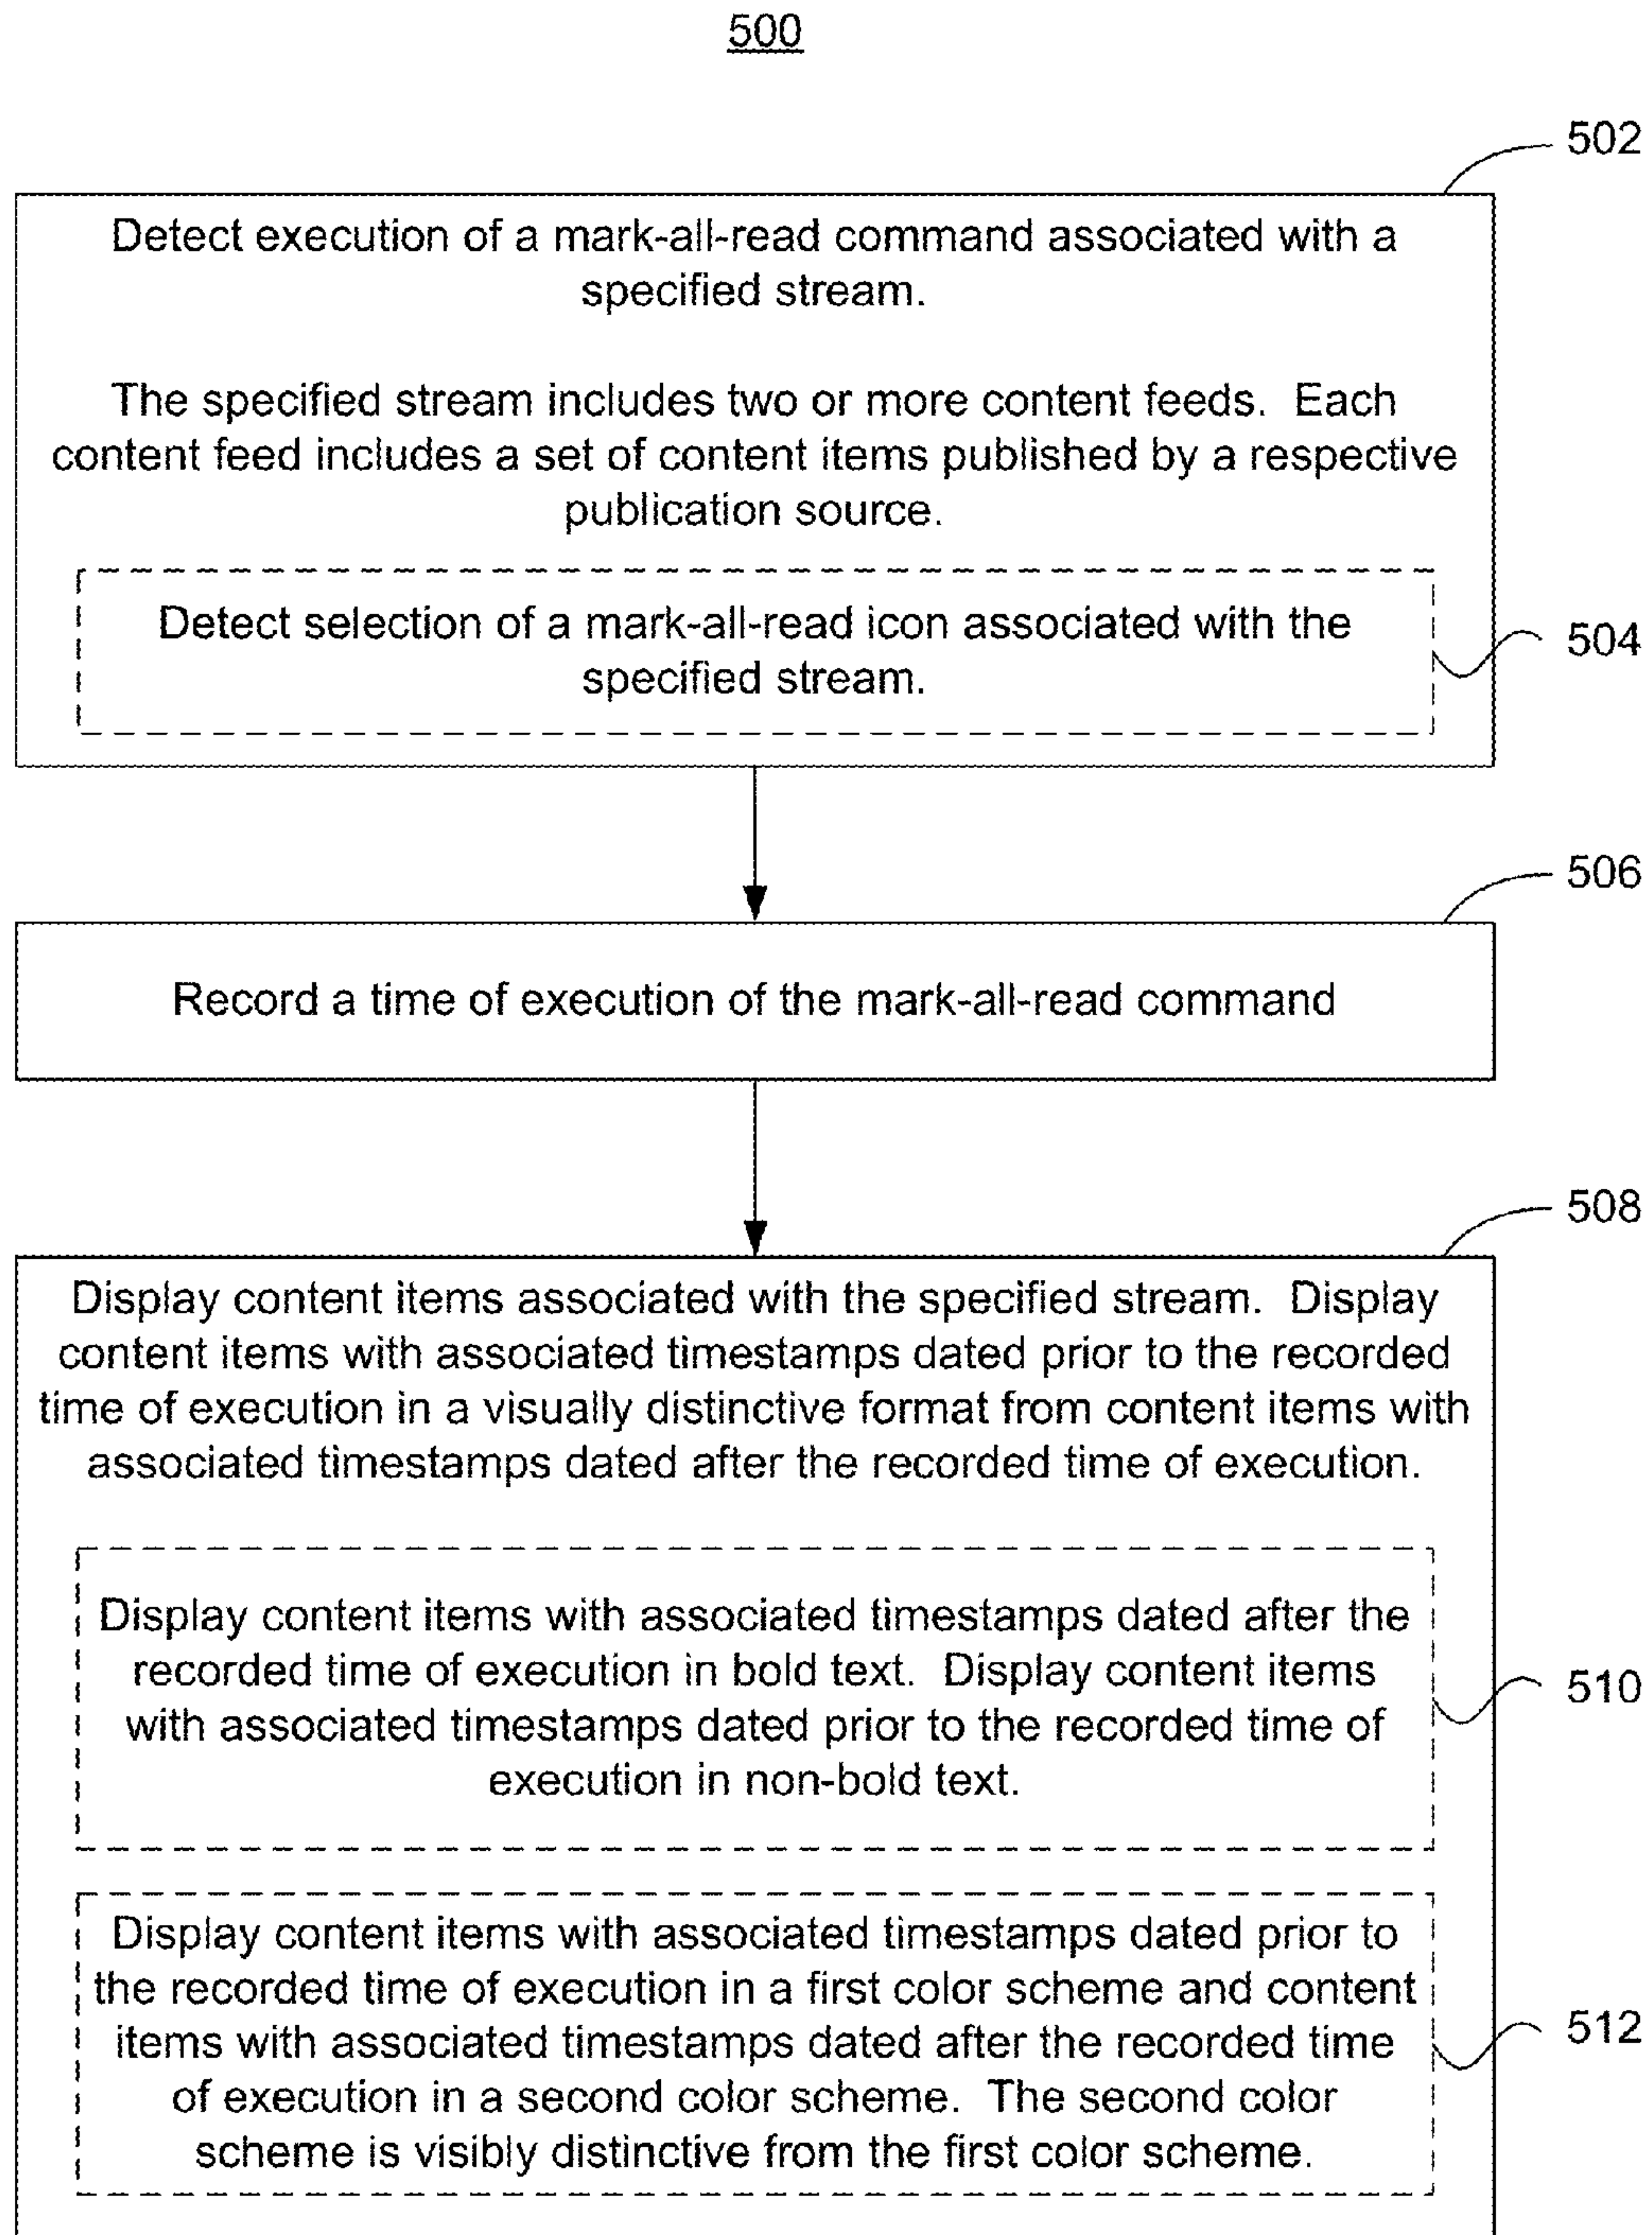 500
502
Detect execution of a mark-all-read command associated with a
specified stream.
The specified stream includes two or more content feeds.  Each
content feed includes a set of content items published by a respective
publication source.
Detect selection of a mark-all-read icon associated with the
specified stream.
504
506
Record a time of execution of the mark-all-read command
508
Display content items associated with the specified stream.  Display
content items with associated timestamps dated prior to the recorded
time of execution in a visually distinctive format from content items with
associated timestamps dated after the recorded time of execution.
Display content items with associated timestamps dated after the
recorded time of execution in bold text.  Display content items
with associated timestamps dated prior to the recorded time of
execution in non-bold text.
510
Display content items with associated timestamps dated prior to
the recorded time of execution in a first color scheme and content
items with associated timestamps dated after the recorded time
of execution in a second color scheme.  The second color
scheme is visibly distinctive from the first color scheme.
512